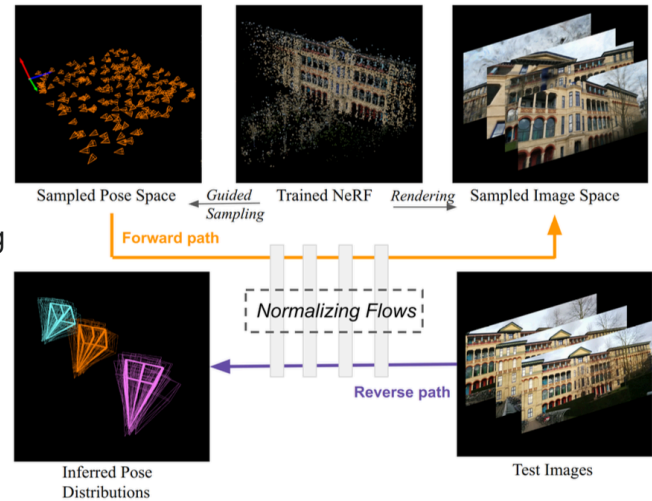 Sampled Pose Space
Guided
Sampling
Trained NeRF
Rendering
Sampled Image Space
g
Forward path
Normalizing Flows
Reverse path
Inferred Pose
Distributions
Test Images